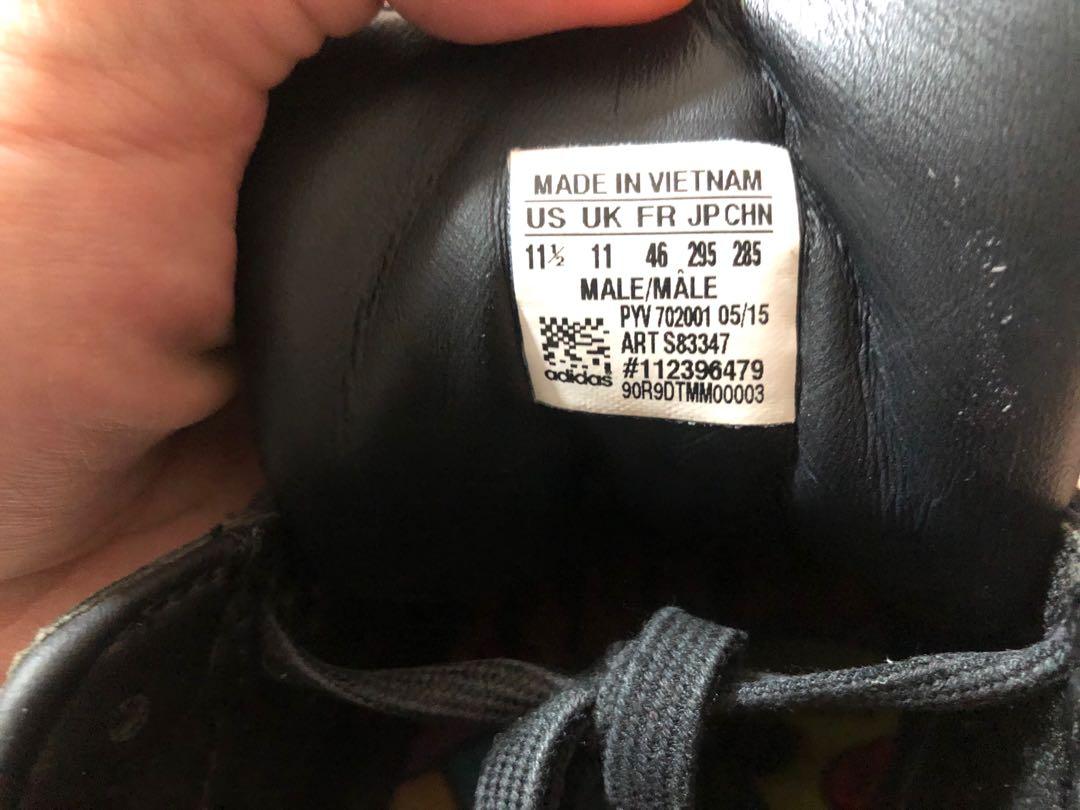 MADE IN VIETNAM
US UK FR JP CHN
11½ 11 46 295 285
MALE/MÂLE
PYV 702001 05/15
ART S83347
#112396479
adidas
90R9DTMM00003